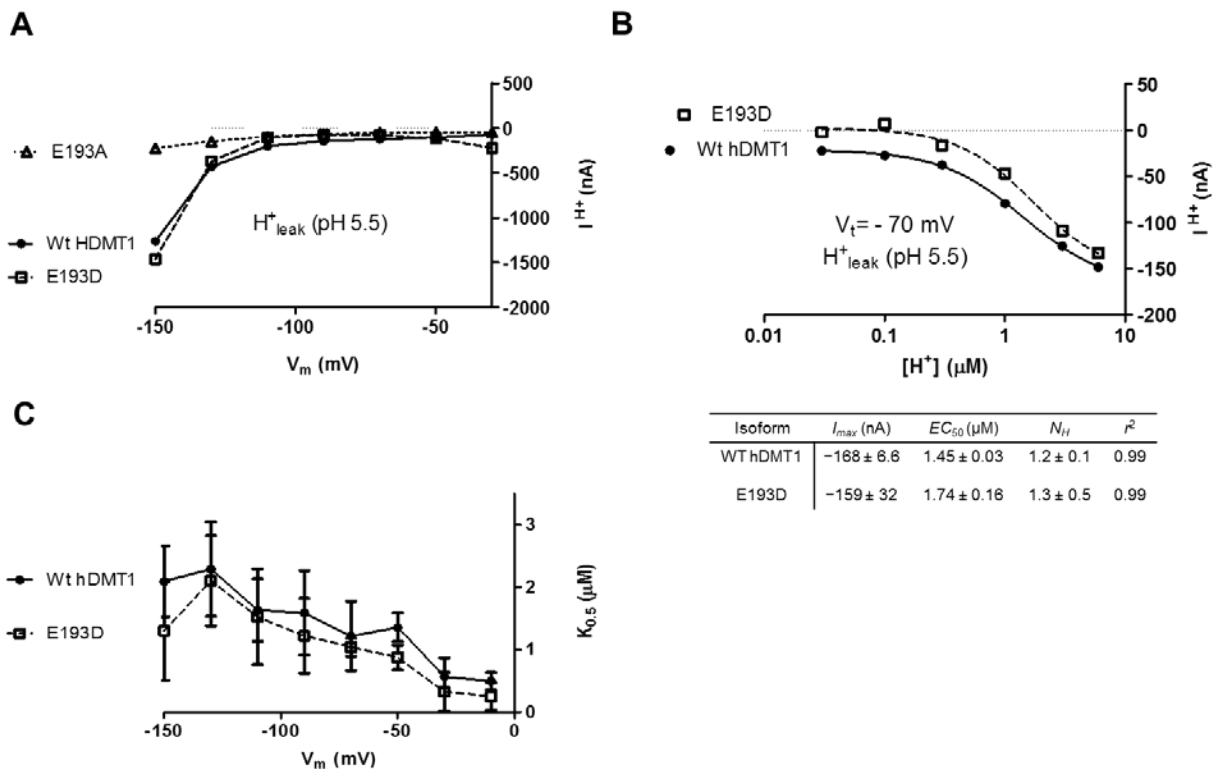 A
500
0
-500
-1000
-1500
-2000
I H+ (nA)
E193A
Wt HDMT1
E193D
H+leak (pH 5.5)
-150
-100
-50
Vm (mV)
B
50
0
-50
-100
-150
-200
I H+ (nA)
E193D
Wt hDMT1
Vt= - 70 mV
H+leak (pH 5.5)
0.01
0.1
1
10
[H+] (μM)
Isoform Imax (nA) EC50 (μM) NH r2
WT hDMT1 −168 ± 6.6 1.45 ± 0.03 1.2 ± 0.1 0.99
E193D −159 ± 32 1.74 ± 0.16 1.3 ± 0.5 0.99
C
3
2
1
0
K0.5 (μM)
Wt hDMT1
E193D
-150
-100
-50
0
Vm (mV)